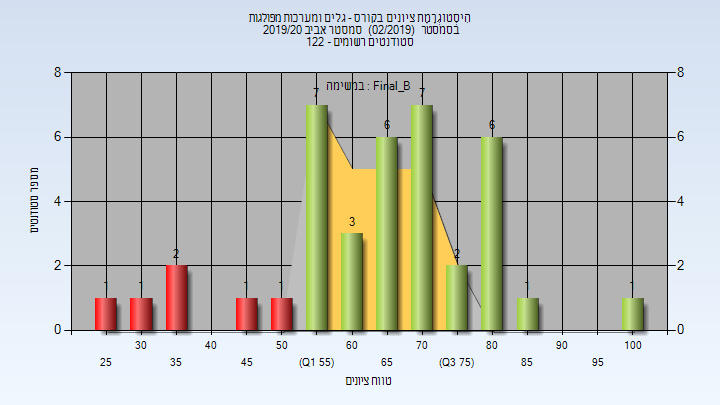 היסטוגרמת ציונים בקורס - גלים ומערכות מפולגות
בסמסטר (02/2019) סמסטר אביב 2019/20
סטודנטים רשומים - 122
במשימה : Final_B
8 8
6 6
4 4
2 2
0 0
מספר סטודנטים
1 1 2 1 1 7 3 6 7 2 6 1 1
30 40 50 60 70 80 90 100
25 35 45 (Q1 55) 65 (Q3 75) 85 95
טווח ציונים